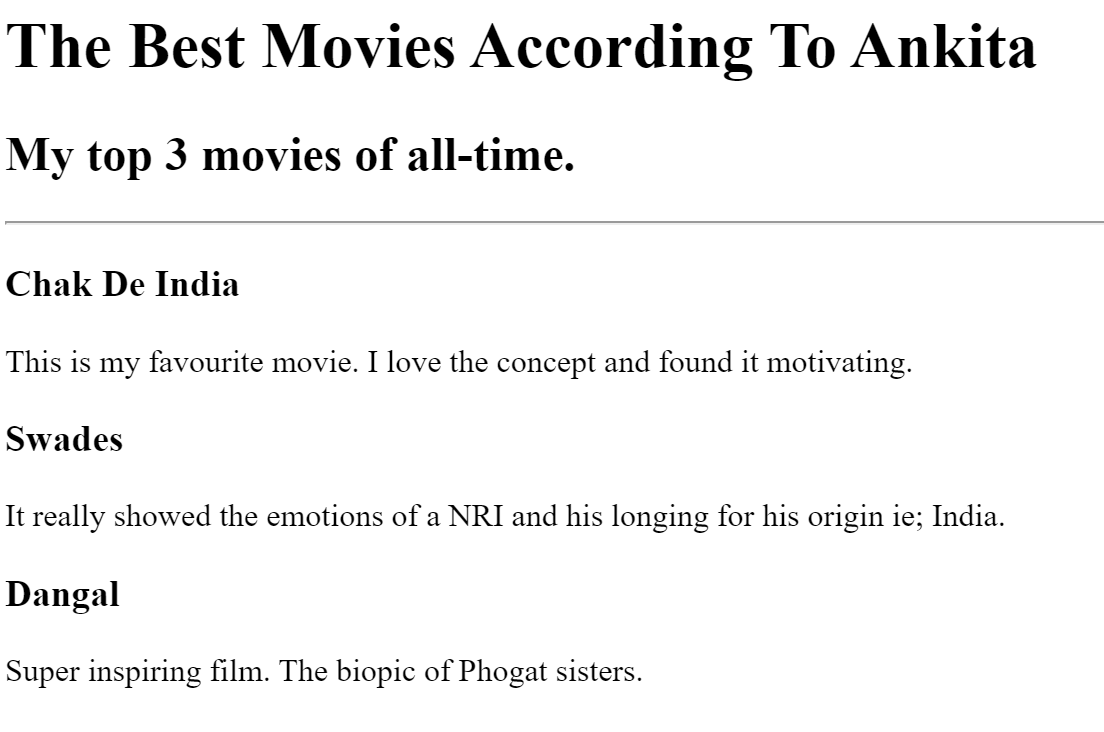 The Best Movies According To Ankita
My top 3 movies of all-time.
Chak De India
This is my favourite movie. I love the concept and found it motivating.
Swades
It really showed the emotions of a NRI and his longing for his origin ie; India.
Dangal
Super inspiring film. The biopic of Phogat sisters.